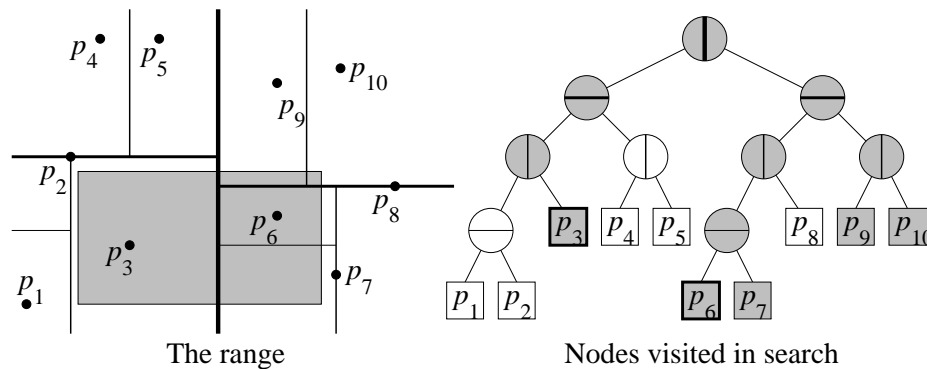 p4
p5
p10
p9
p2
p8
p6
p3
p7
p1
p3
p4
p5
p8
p9
p10
p1
p2
p6
p7
The range
Nodes visited in search